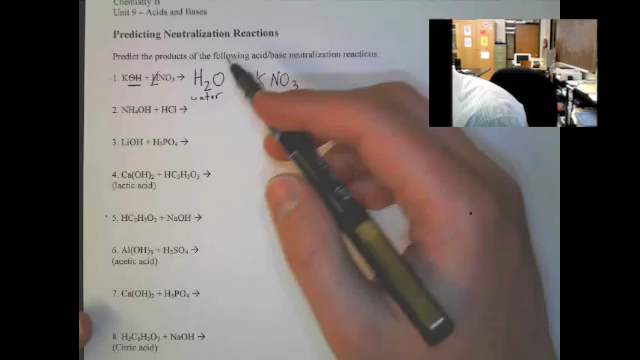 Chemistry B
Unit 9 – Acids and Bases
Predicting Neutralization Reactions
Predict the products of the following acid/base neutralization reactions:
1. KOH + HNO₃ → H₂O KNO₃
water
2. NH₄OH + HCl →
3. LiOH + H₃PO₄ →
4. Ca(OH)₂ + HC₃H₅O₃ →
(lactic acid)
5. HC₂H₃O₂ + NaOH →
6. Al(OH)₃ + H₂SO₄ →
(acetic acid)
7. Ca(OH)₂ + H₃PO₄ →
8. H₃C₆H₅O₇ + NaOH →
(Citric acid)